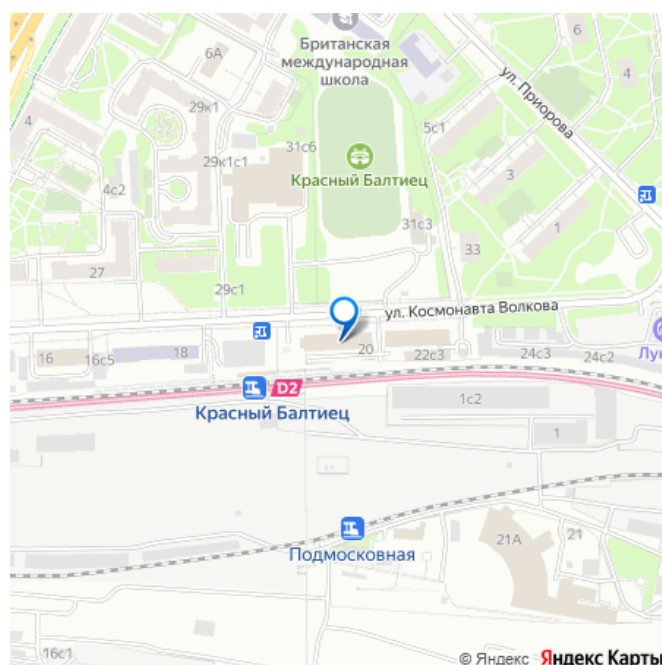 6А
Британская
международная
школа
6
4
ул. Приорова
29к1
4
5с1
31с6
29к1с1
Красный Балтиец
4с2
3
31с3
1
33
27
29с1
ул. Космонавта Волкова
16
16с5
18
20
22с3
24с3
24с2
Лук
D2
Красный Балтиец
1с2
1
Подмосковная
21А
21
16с1
© Яндекс Яндекс Карты